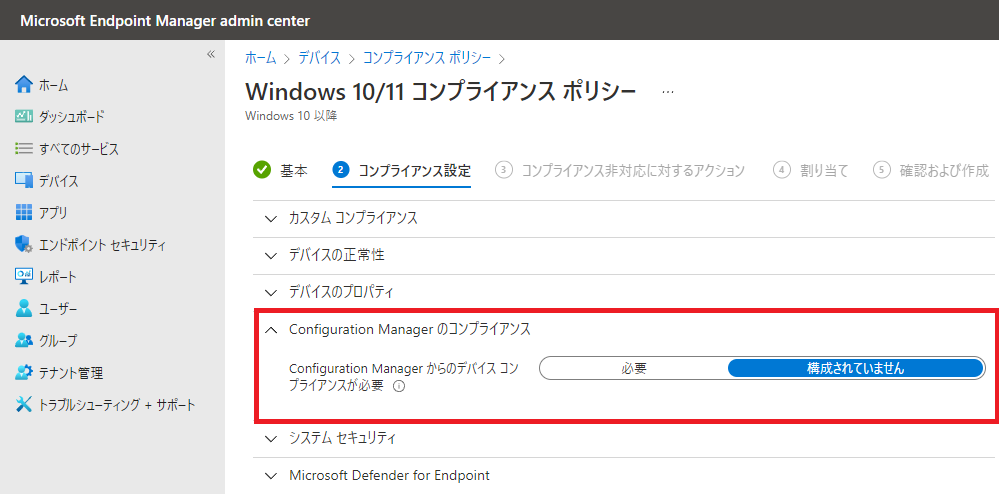 Microsoft Endpoint Manager admin center
«
ホーム
ダッシュボード
すべてのサービス
デバイス
アプリ
エンドポイント セキュリティ
レポート
ユーザー
グループ
テナント管理
トラブルシューティング + サポート
ホーム > デバイス > コンプライアンス ポリシー >
Windows 10/11 コンプライアンス ポリシー ...
Windows 10 以降
基本 2 コンプライアンス設定 3 コンプライアンス非対応に対するアクション 4 割り当て 5 確認および作成
カスタム コンプライアンス
デバイスの正常性
デバイスのプロパティ
Configuration Manager のコンプライアンス
Configuration Manager からのデバイス コン
プライアンスが必要
必要 構成されていません
システム セキュリティ
Microsoft Defender for Endpoint